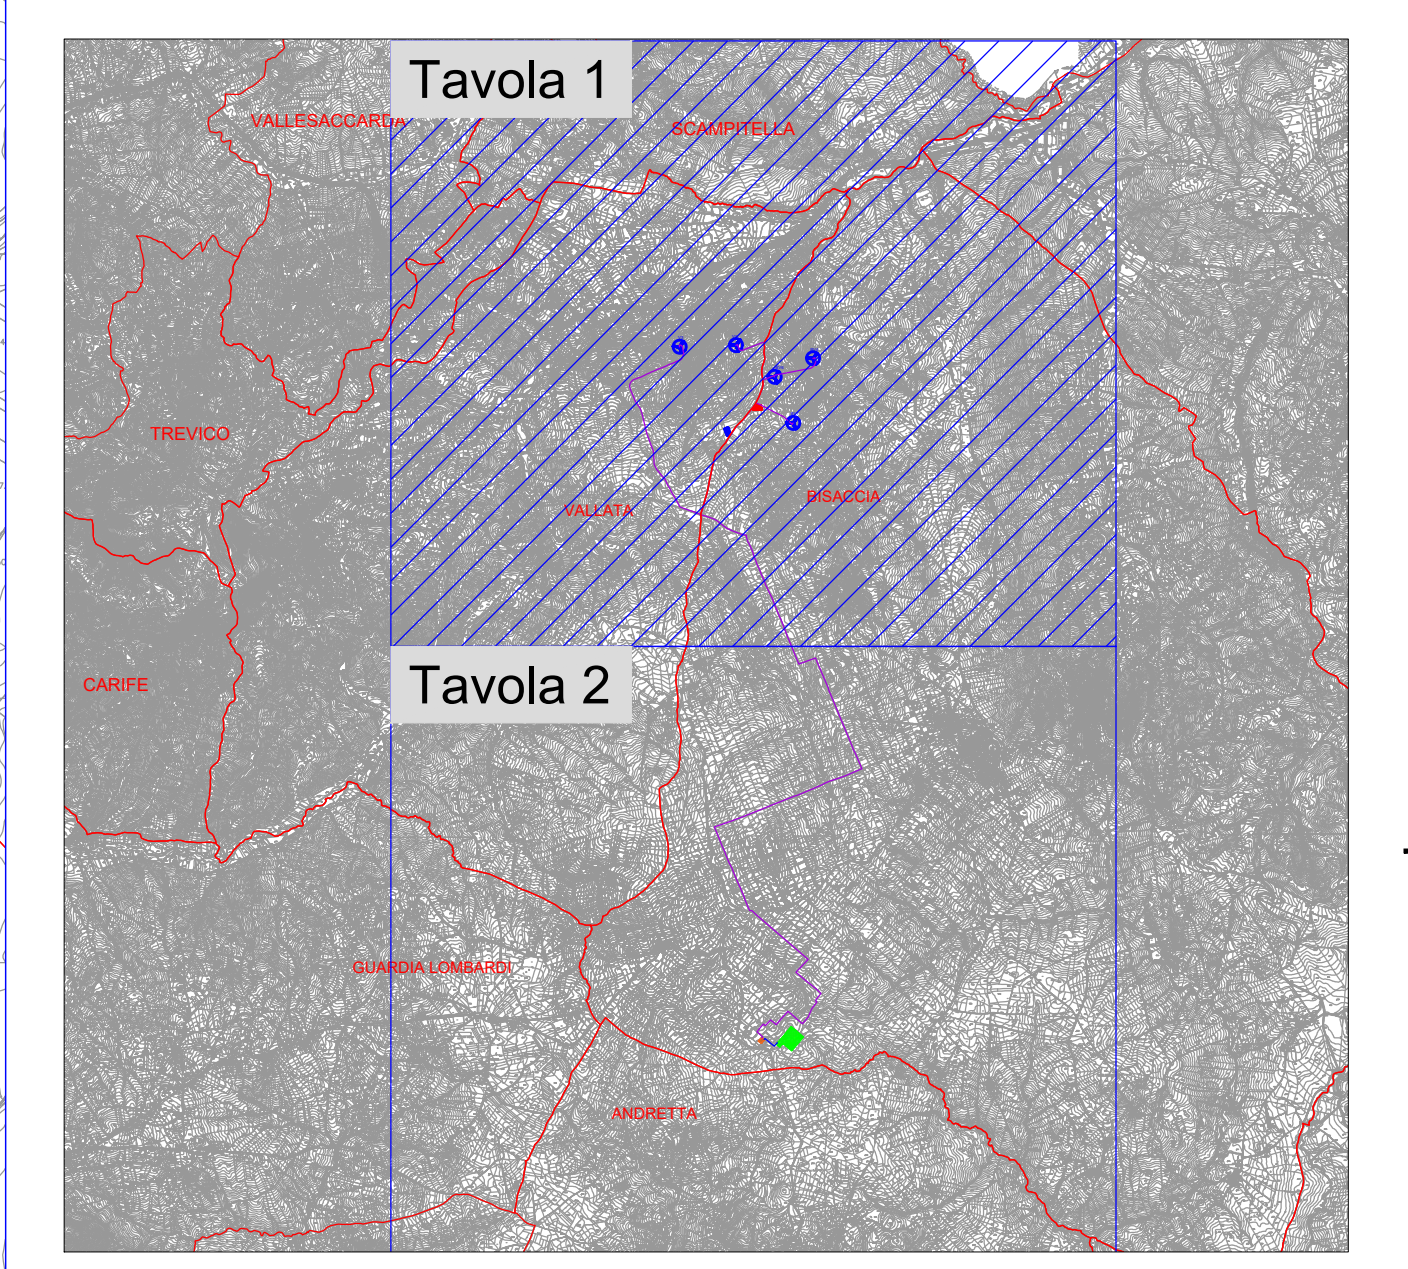 Tavola 1
VALLESACCARDA
SCAMPITELLA
TREVICO
BISACCIA
VALLATA
CARIFE
Tavola 2
GUARDIA LOMBARDI
ANDRETTA